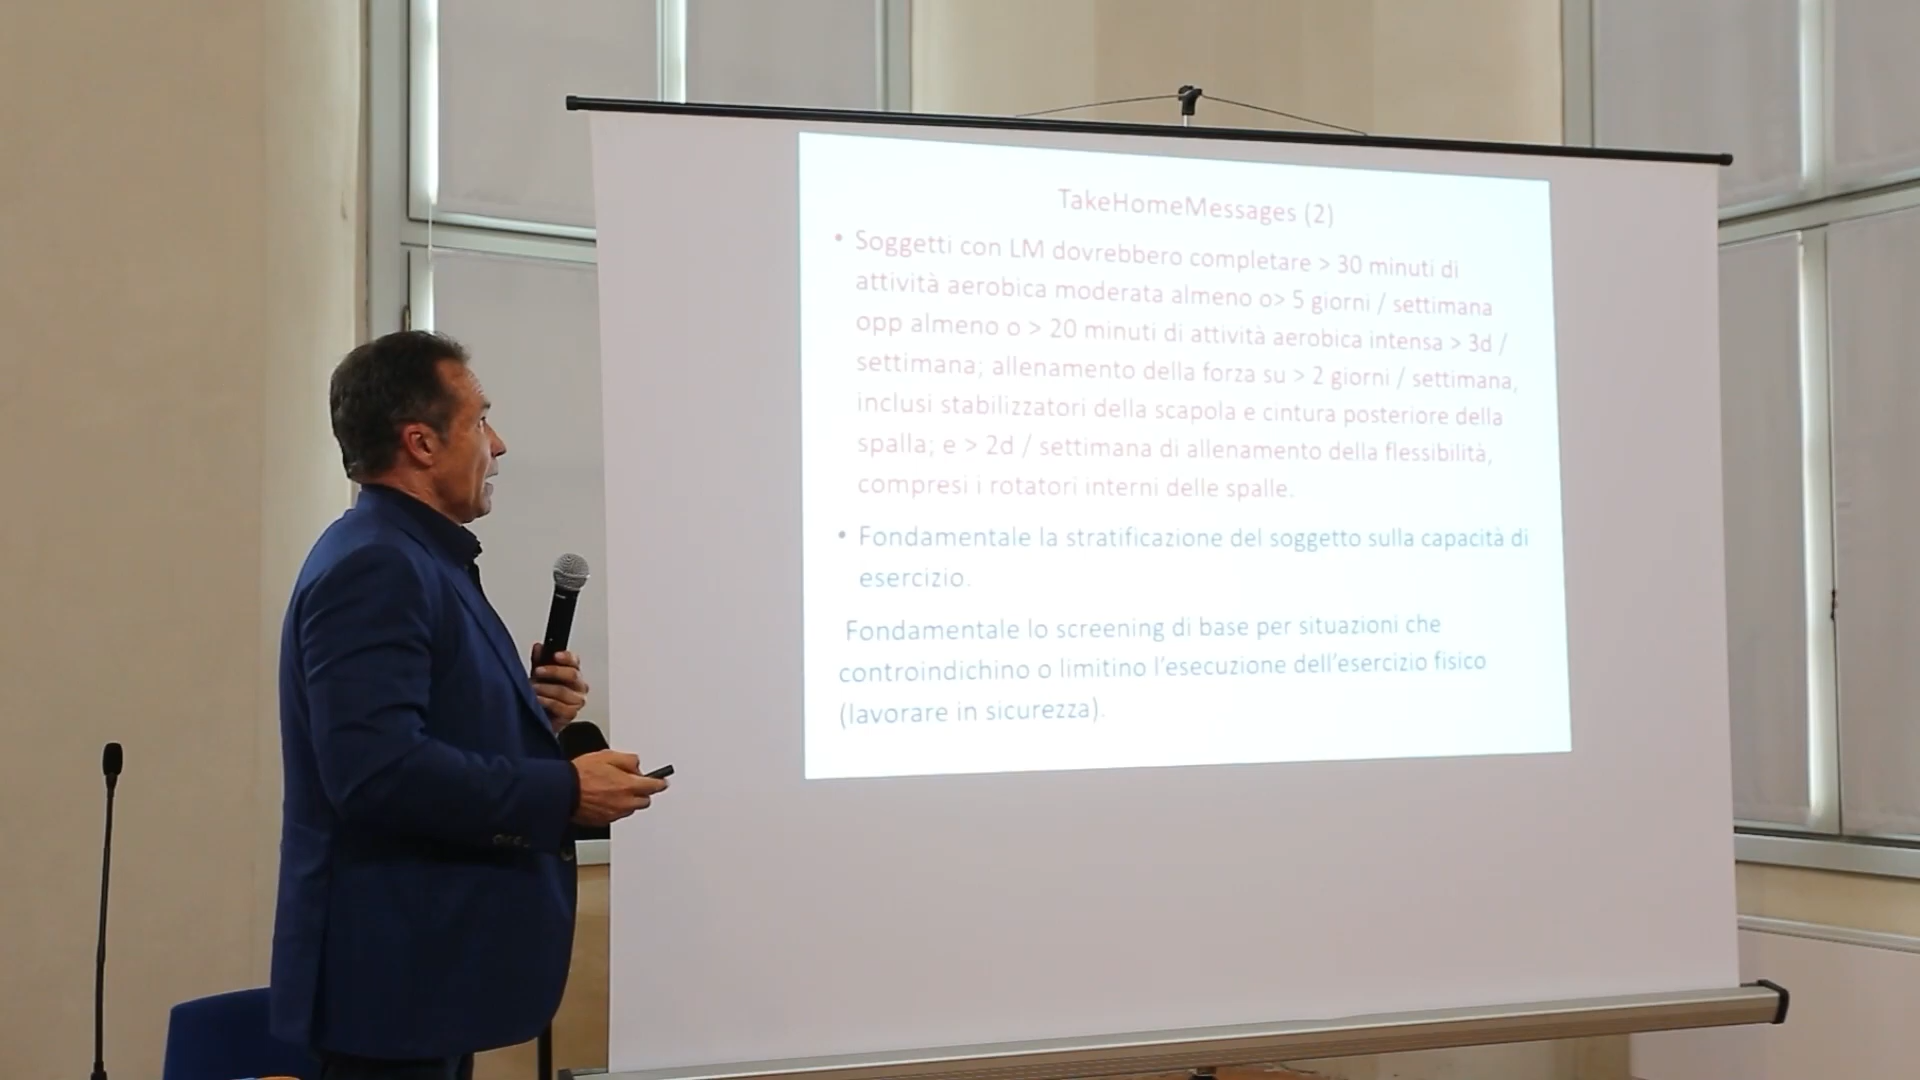 TakeHomeMessages (2)
• Soggetti con LM dovrebbero completare > 30 minuti di
attività aerobica moderata almeno o> 5 giorni / settimana
opp almeno o > 20 minuti di attività aerobica intensa > 3d /
settimana; allenamento della forza su > 2 giorni / settimana,
inclusi stabilizzatori della scapola e cintura posteriore della
spalla; e > 2d / settimana di allenamento della flessibilità,
compresi i rotatori interni delle spalle.
• Fondamentale la stratificazione del soggetto sulla capacità di
esercizio.
Fondamentale lo screening di base per situazioni che
controindichino o limitino l'esecuzione dell'esercizio fisico
(lavorare in sicurezza).